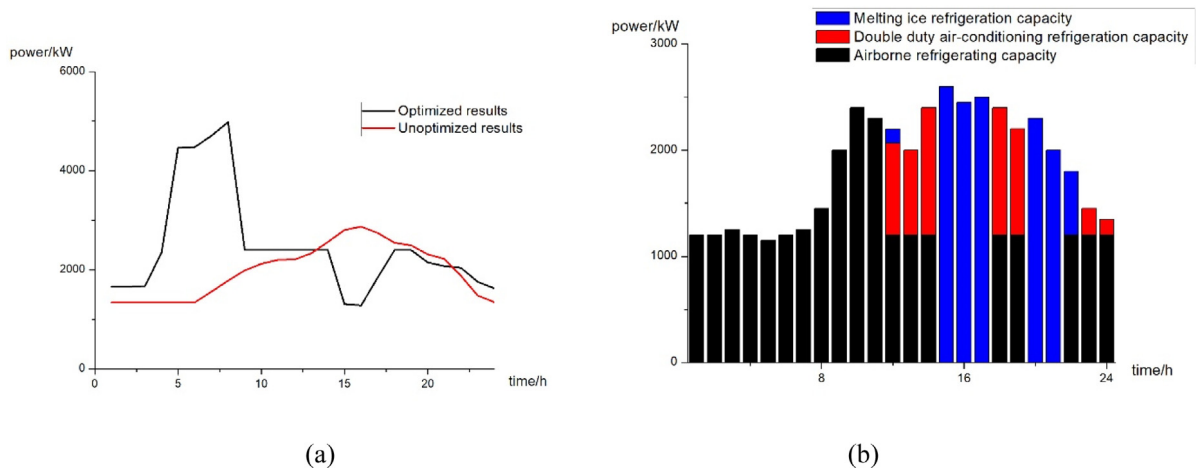 power/kW
6000
4000
2000
0
0
5
10
15
20
time/h
Optimized results
Unoptimized results
(a)
Melting ice refrigeration capacity
Double duty air-conditioning refrigeration capacity
Airborne refrigerating capacity
power/kW
3000
2000
1000
0
8
16
24
time/h
(b)